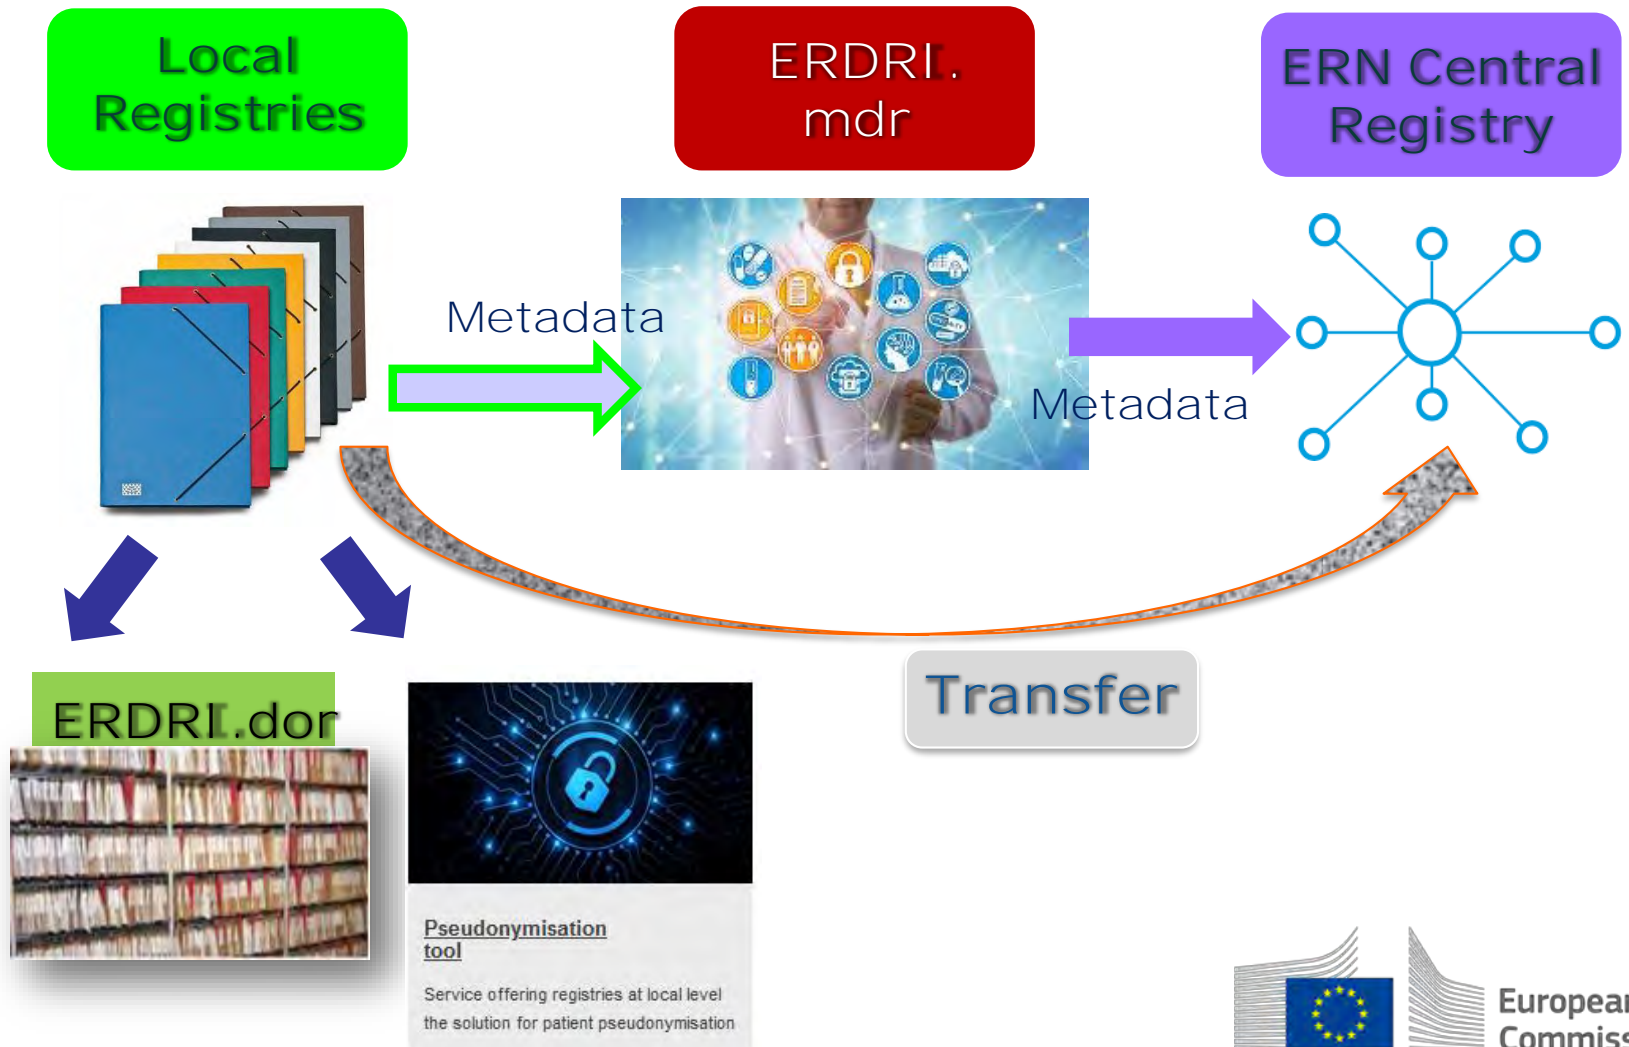 Local
Registries
ERDRI.
mdr
ERN Central
Registry
Metadata
Metadata
Transfer
ERDRI.dor
Pseudonymisation
tool
Service offering registries at local level
the solution for patient pseudonymisation
European
Commiss